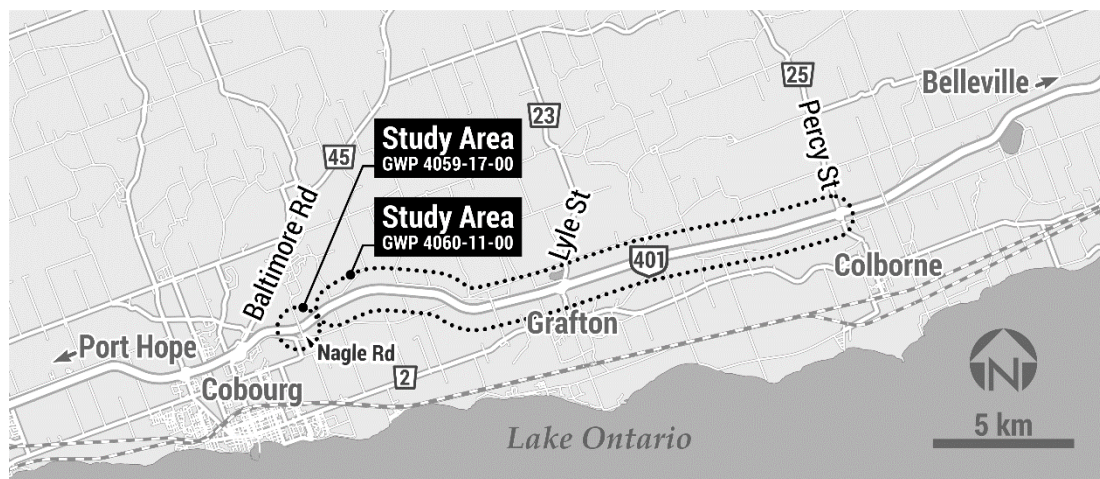 Belleville
25
Percy St
23
Study Area
GWP 4059-17-00
45
Lyle St
Study Area
GWP 4060-11-00
Baltimore Rd
401
Colborne
Grafton
Port Hope
Nagle Rd
2
Cobourg
N
5 km
Lake Ontario